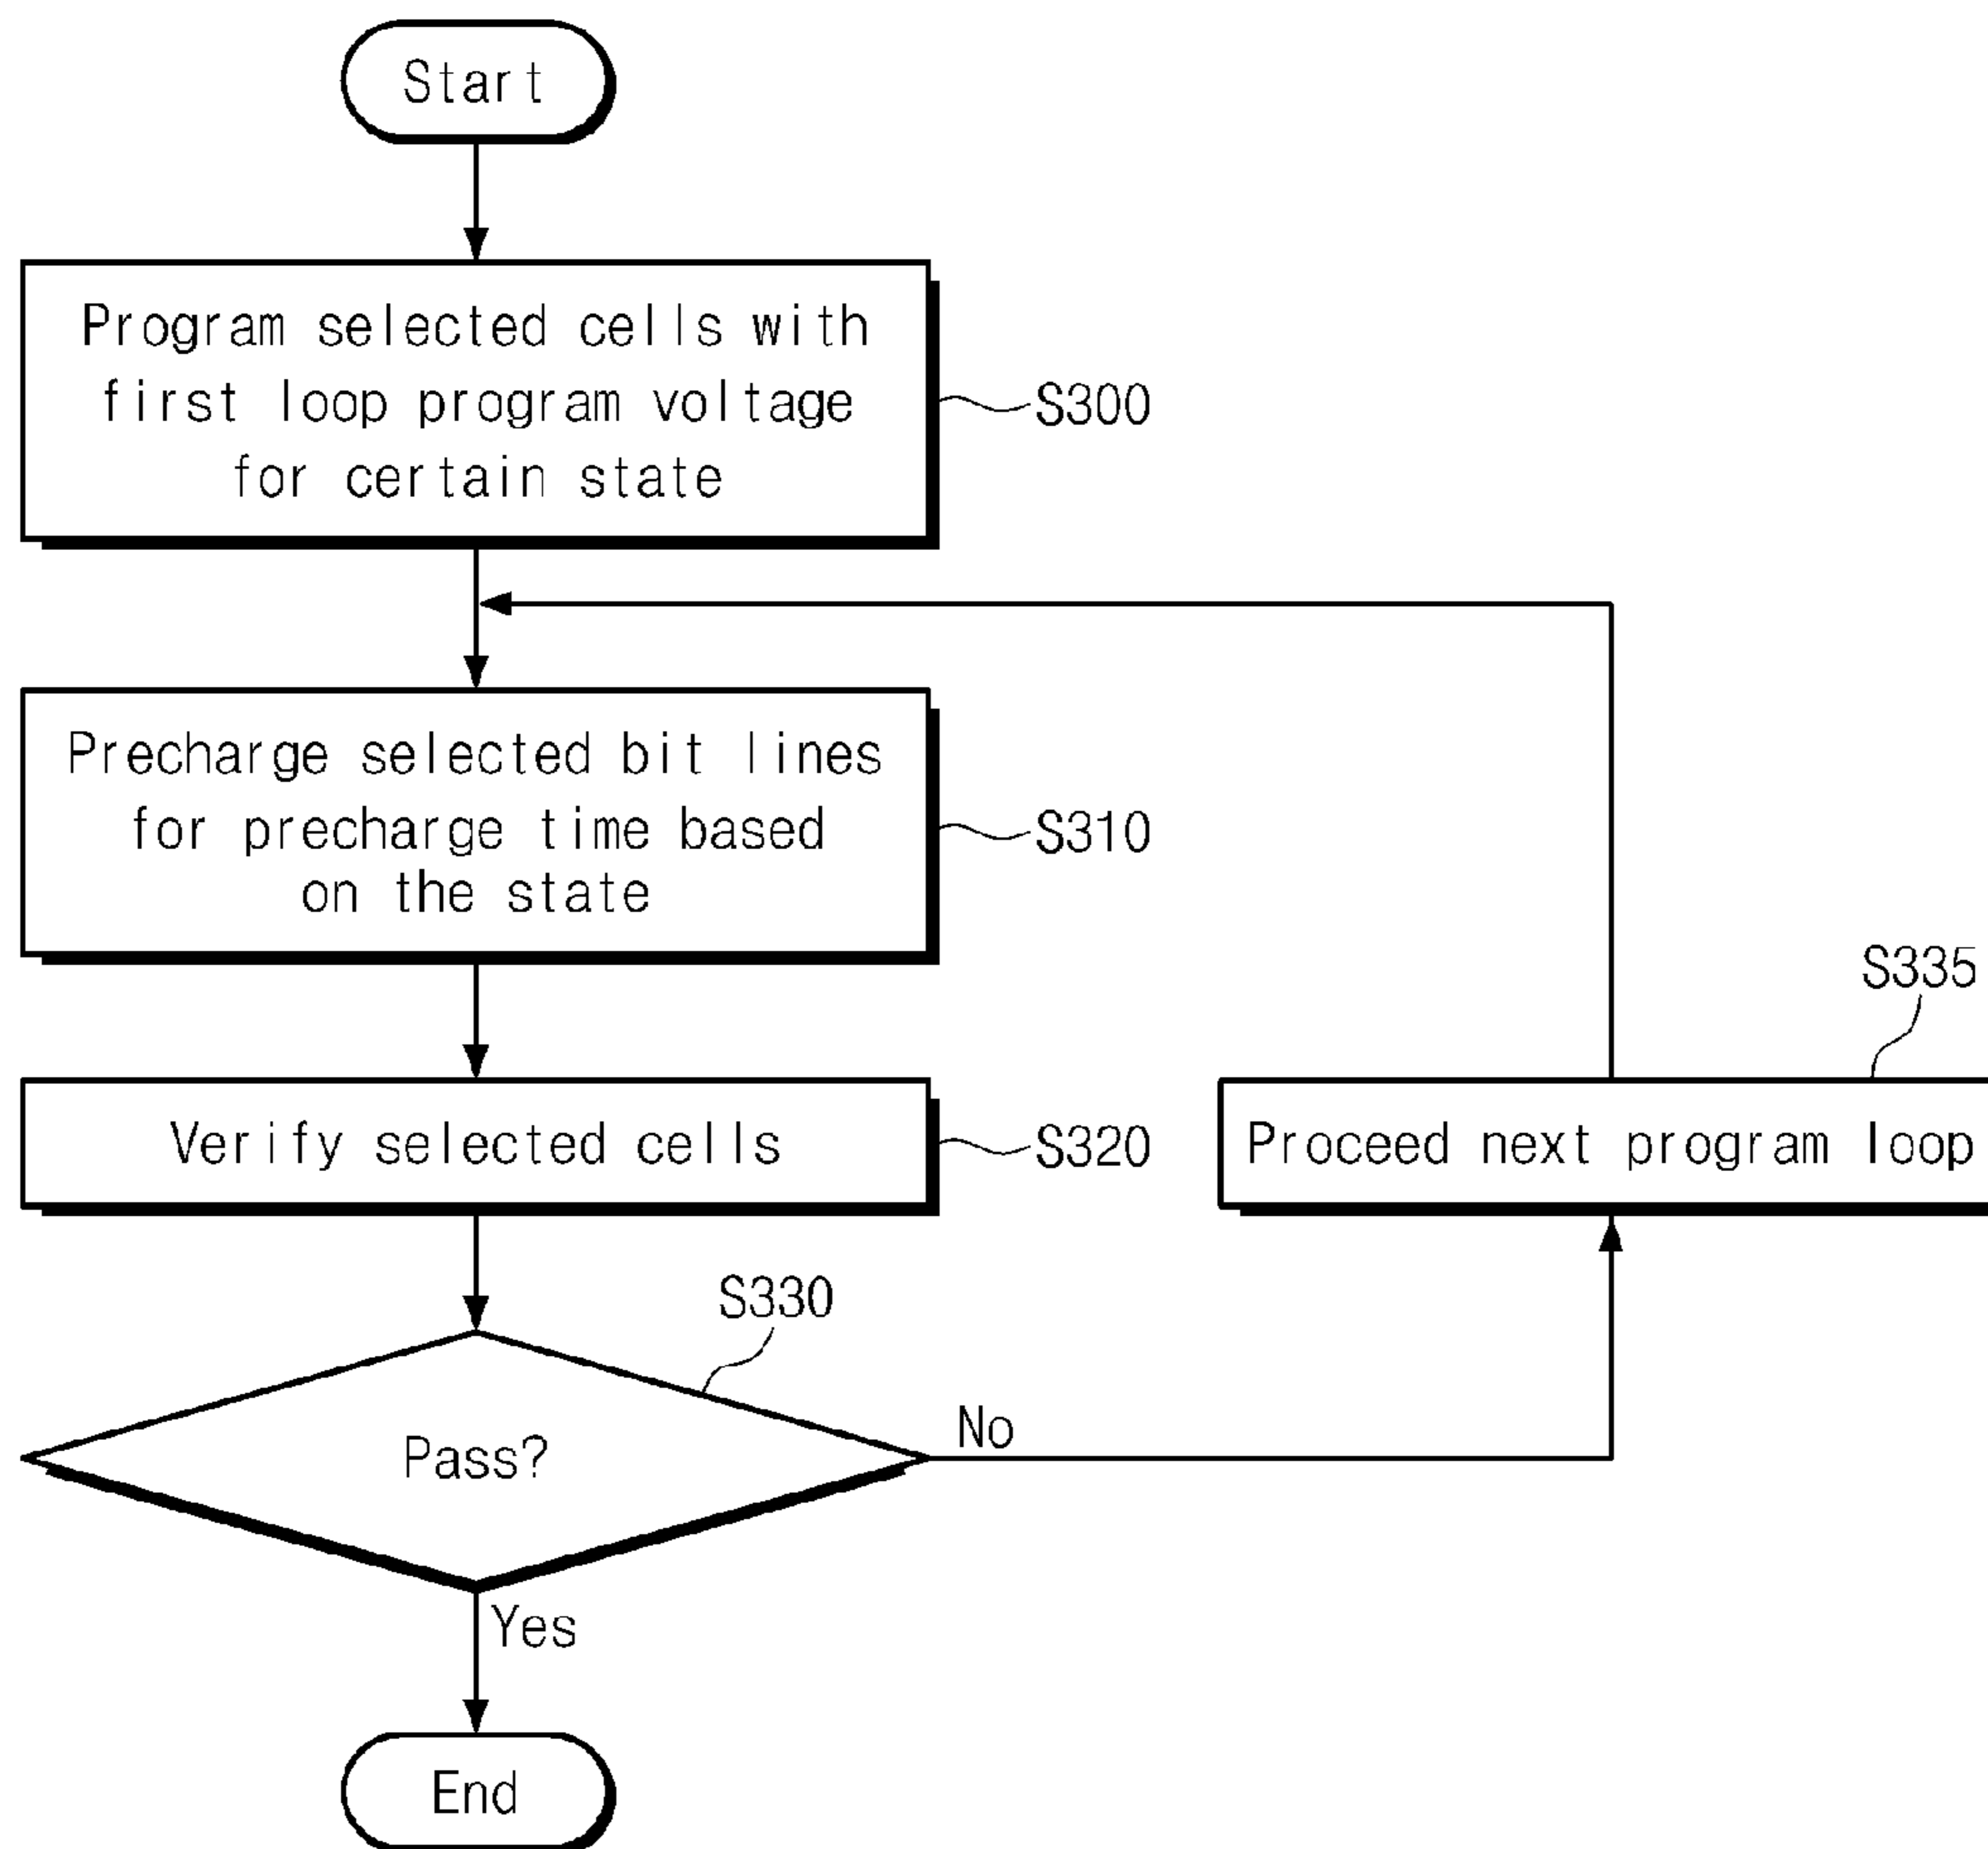 Start
Program selected cells with
first loop program voltage
for certain state
S300
Precharge selected bit lines
for precharge time based
on the state
S310
S335
Verify selected cells
S320
Proceed next program loop
S330
Pass?
No
Yes
End